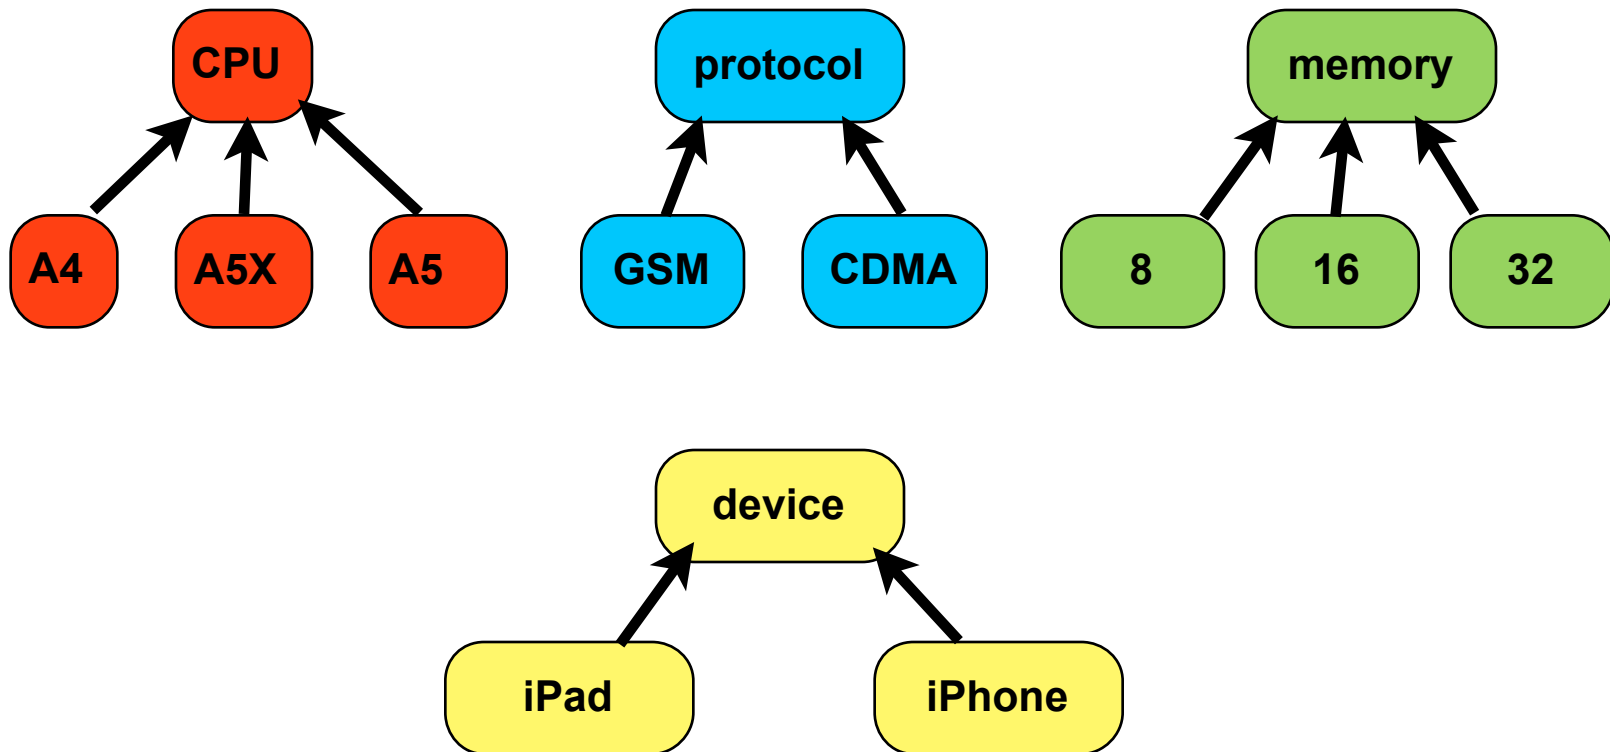 CPU
protocol
memory
A4
A5X
A5
GSM
CDMA
8
16
32
device
iPad
iPhone